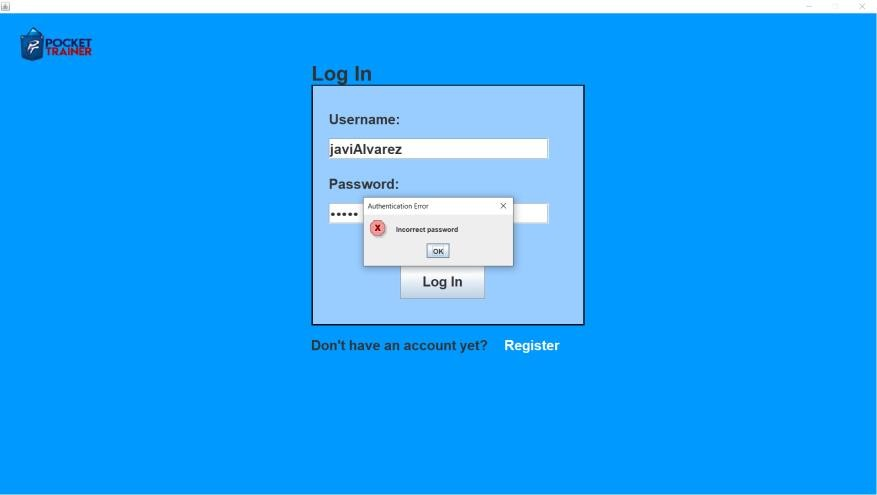 POCKET
TRAINER
Log In
Username:
javiAlvarez
Password:
•••••
Authentication Error
Incorrect password
OK
Log In
Don't have an account yet? Register